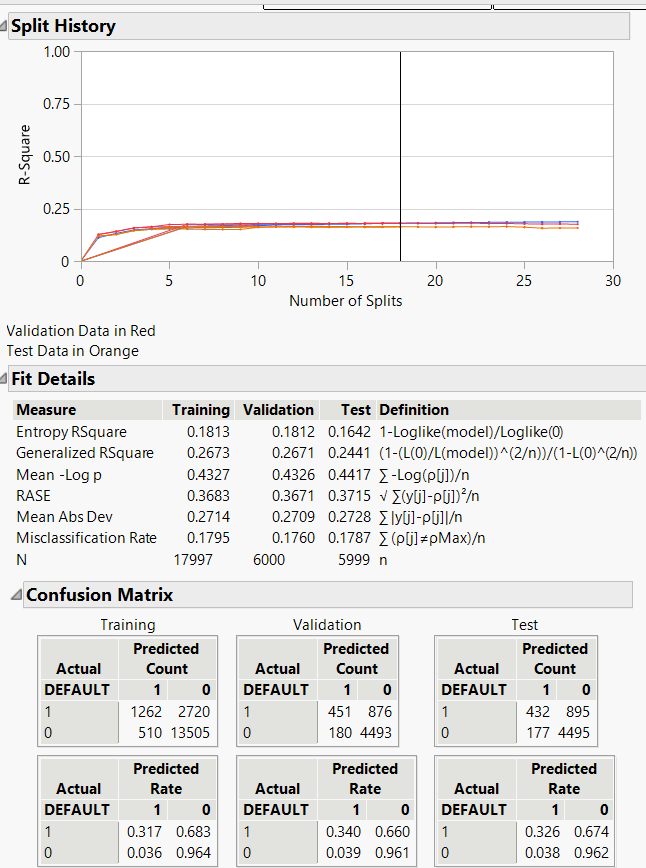 Split History
1.00
0.75
0.50
0.25
0
R-Square
0 5 10 15 20 25 30
Number of Splits
Validation Data in Red
Test Data in Orange
Fit Details
Measure Training Validation Test Definition
Entropy RSquare 0.1813 0.1812 0.1642 1-Loglike(model)/Loglike(0)
Generalized RSquare 0.2673 0.2671 0.2441 (1-(L(0)/L(model))^(2/n))/(1-L(0)^(2/n))
Mean -Log p 0.4327 0.4326 0.4417 ∑ -Log(ρ[j])/n
RASE 0.3683 0.3671 0.3715 √ ∑(y[j]-ρ[j])²/n
Mean Abs Dev 0.2714 0.2709 0.2728 ∑ |y[j]-ρ[j]|/n
Misclassification Rate 0.1795 0.1760 0.1787 ∑ (ρ[j]≠ρMax)/n
N 17997 6000 5999 n
Confusion Matrix
Training Validation Test
Predicted Predicted Predicted
Actual Count Actual Count Actual Count
DEFAULT 1 0 DEFAULT 1 0 DEFAULT 1 0
1 1262 2720 1 451 876 1 432 895
0 510 13505 0 180 4493 0 177 4495
Predicted Predicted Predicted
Actual Rate Actual Rate Actual Rate
DEFAULT 1 0 DEFAULT 1 0 DEFAULT 1 0
1 0.317 0.683 1 0.340 0.660 1 0.326 0.674
0 0.036 0.964 0 0.039 0.961 0 0.038 0.962